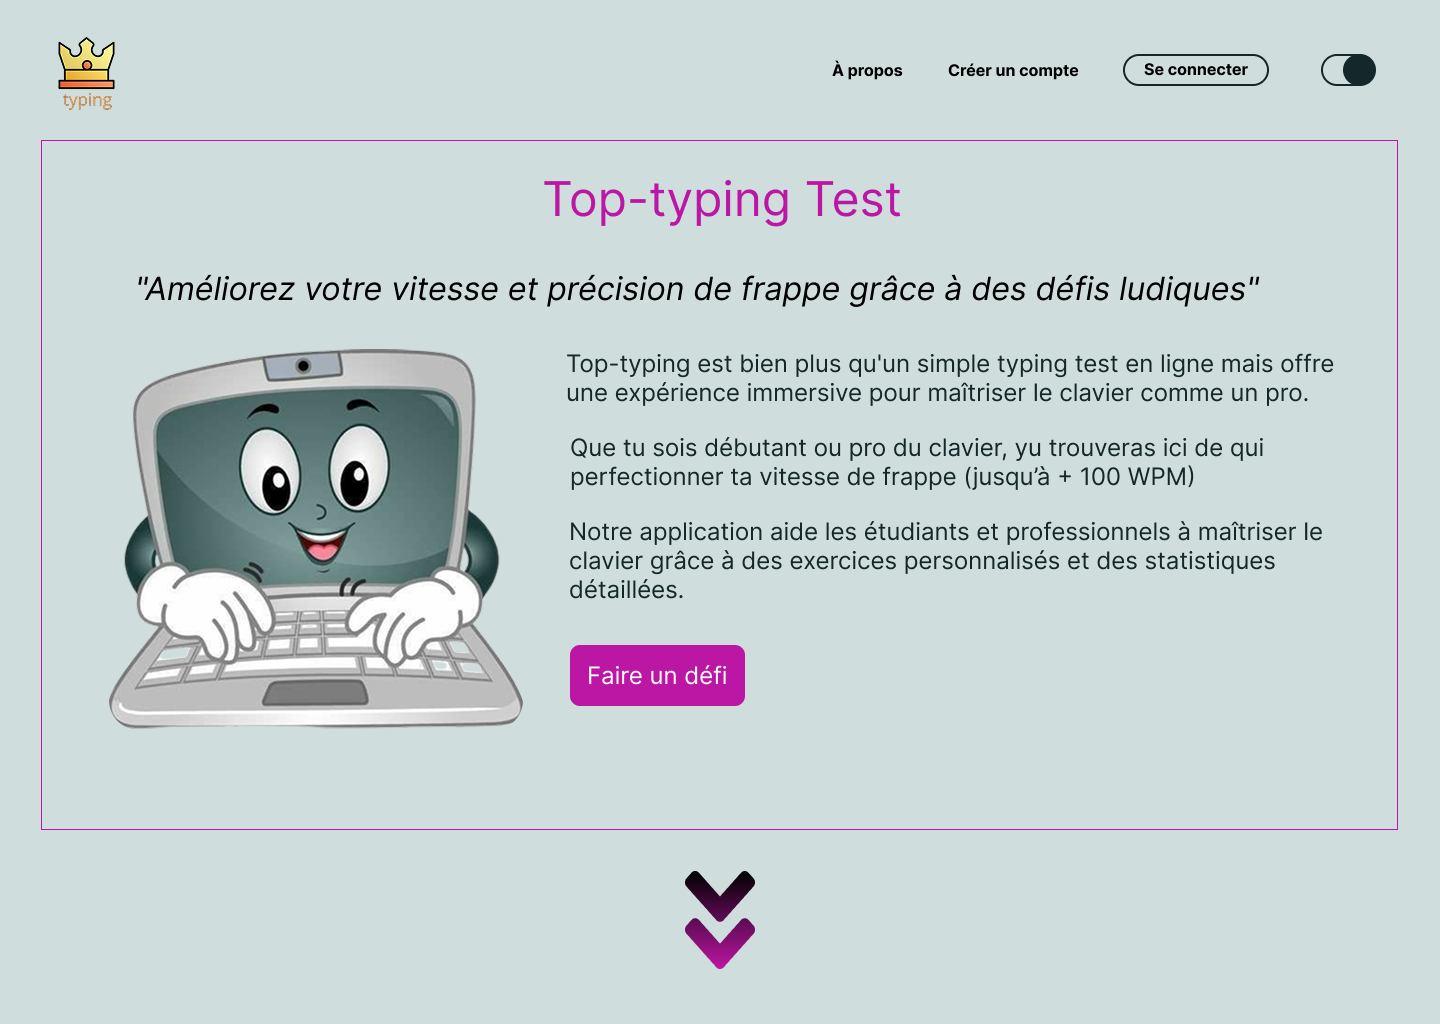 typing
À propos
Créer un compte
Se connecter
Top-typing Test
"Améliorez votre vitesse et précision de frappe grâce à des défis ludiques"
Top-typing est bien plus qu'un simple typing test en ligne mais offre
une expérience immersive pour maîtriser le clavier comme un pro.
Que tu sois débutant ou pro du clavier, yu trouveras ici de qui
perfectionner ta vitesse de frappe (jusqu’à + 100 WPM)
Notre application aide les étudiants et professionnels à maîtriser le
clavier grâce à des exercices personnalisés et des statistiques
détaillées.
Faire un défi